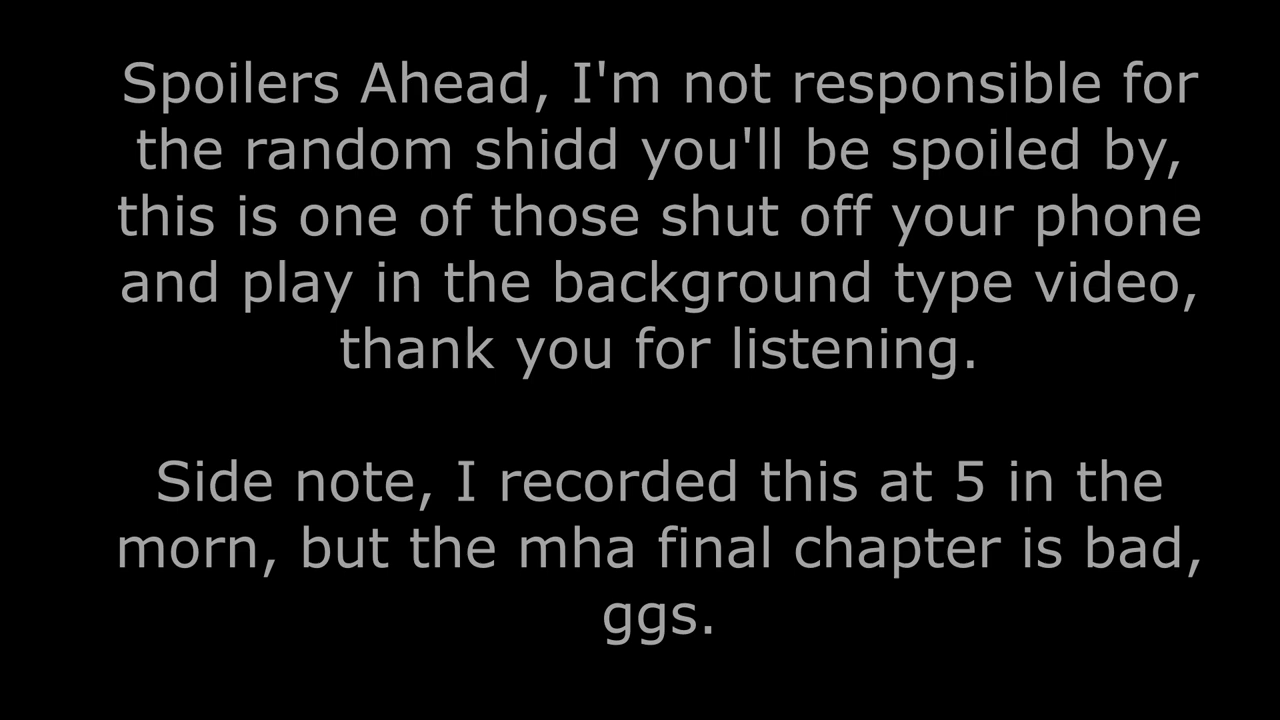 Spoilers Ahead, I'm not responsible for
the random shidd you'll be spoiled by,
this is one of those shut off your phone
and play in the background type video,
thank you for listening.
Side note, I recorded this at 5 in the
morn, but the mha final chapter is bad,
ggs.